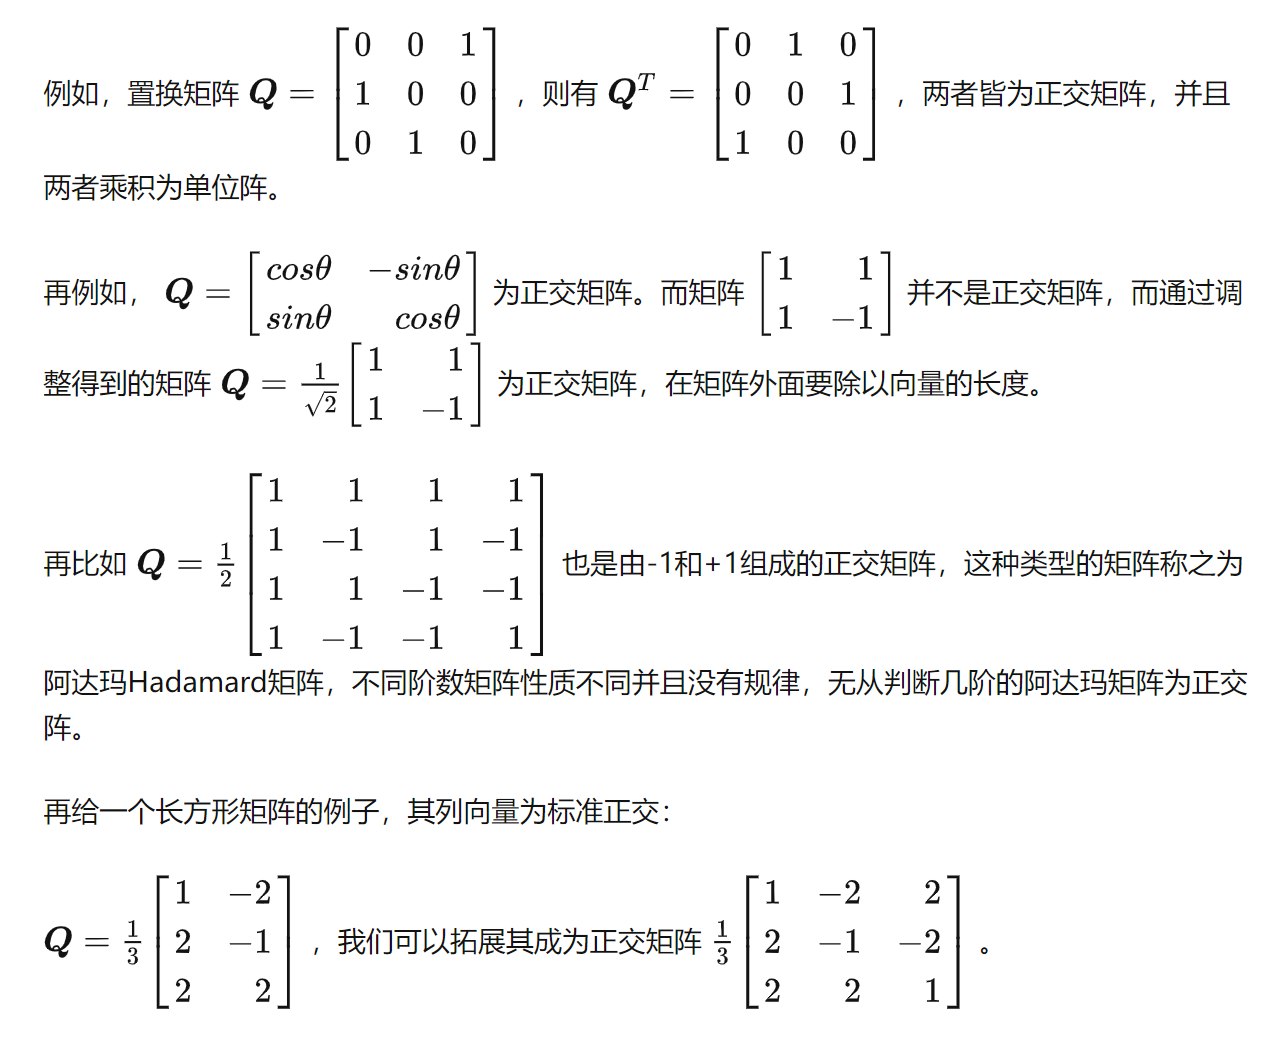 例如，置换矩阵 $\boldsymbol{Q} = \begin{bmatrix} 0 & 0 & 1 \\ 1 & 0 & 0 \\ 0 & 1 & 0 \end{bmatrix}$ ，则有 $\boldsymbol{Q}^T = \begin{bmatrix} 0 & 1 & 0 \\ 0 & 0 & 1 \\ 1 & 0 & 0 \end{bmatrix}$ ，两者皆为正交矩阵，并且
两者乘积为单位阵。
再例如， $\boldsymbol{Q} = \begin{bmatrix} cos\theta & -sin\theta \\ sin\theta & cos\theta \end{bmatrix}$ 为正交矩阵。而矩阵 $\begin{bmatrix} 1 & 1 \\ 1 & -1 \end{bmatrix}$ 并不是正交矩阵，而通过调
整得到的矩阵 $\boldsymbol{Q} = \frac{1}{\sqrt{2}} \begin{bmatrix} 1 & 1 \\ 1 & -1 \end{bmatrix}$ 为正交矩阵，在矩阵外面要除以向量的长度。
再比如 $\boldsymbol{Q} = \frac{1}{2} \begin{bmatrix} 1 & 1 & 1 & 1 \\ 1 & -1 & 1 & -1 \\ 1 & 1 & -1 & -1 \\ 1 & -1 & -1 & 1 \end{bmatrix}$ 也是由-1和+1组成的正交矩阵，这种类型的矩阵称之为
阿达玛Hadamard矩阵，不同阶数矩阵性质不同并且没有规律，无从判断几阶的阿达玛矩阵为正交
阵。
再给一个长方形矩阵的例子，其列向量为标准正交：
$\boldsymbol{Q} = \frac{1}{3} \begin{bmatrix} 1 & -2 \\ 2 & -1 \\ 2 & 2 \end{bmatrix}$ ，我们可以拓展其成为正交矩阵 $\frac{1}{3} \begin{bmatrix} 1 & -2 & 2 \\ 2 & -1 & -2 \\ 2 & 2 & 1 \end{bmatrix}$ 。